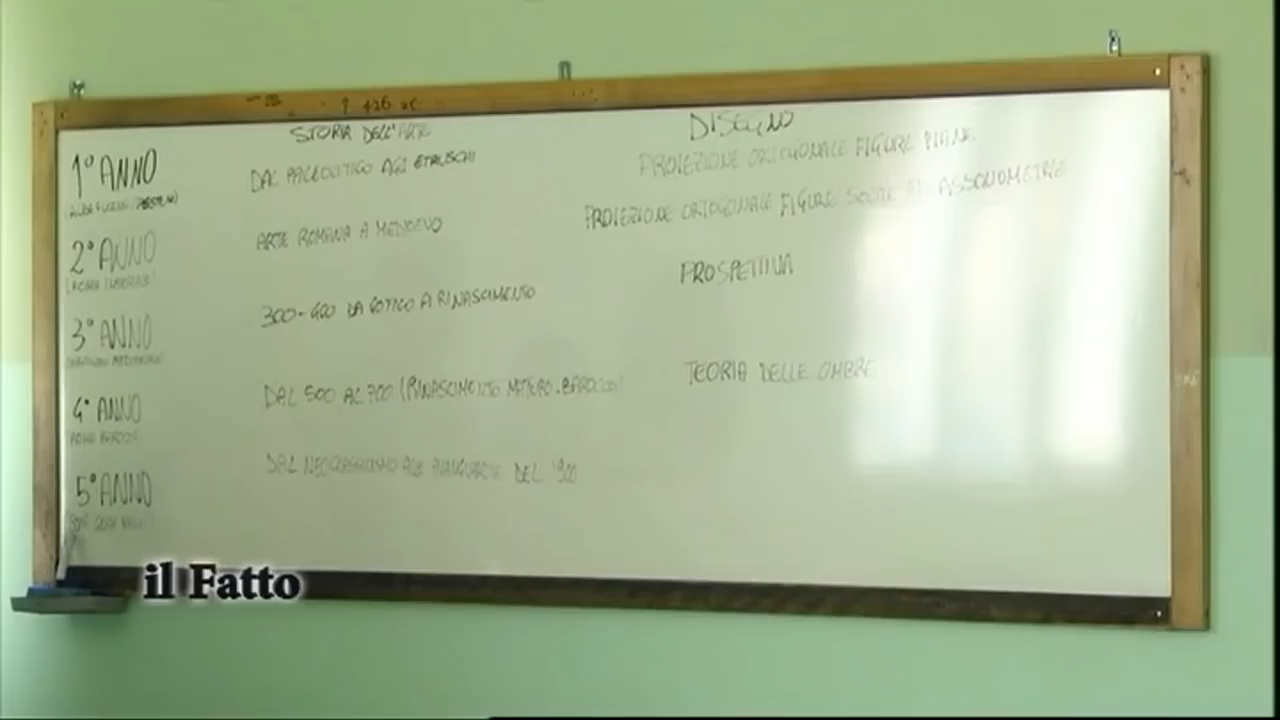 STORIA DELL'ARTE
DISEGNO
1° ANNO
DAL PALEOLITICO AGLI ETRUSCHI
PROIEZIONE ORTOGONALE FIGURE PIANE
2° ANNO
ARTE ROMANA A MEDIOEVO
PROIEZIONE ORTOGONALE FIGURE SOLIDE ED ASSONOMETRIE
3° ANNO
300-400 DA GOTICO A RINASCIMENTO
PROSPETTIVA
4° ANNO
DAL 500 AL 700 (RINASCIMENTO MATURO-BAROCCO)
TEORIA DELLE OMBRE
5° ANNO
DAL NEOCLASSICISMO ALLE AVANGUARDIE DEL '900
il Fatto